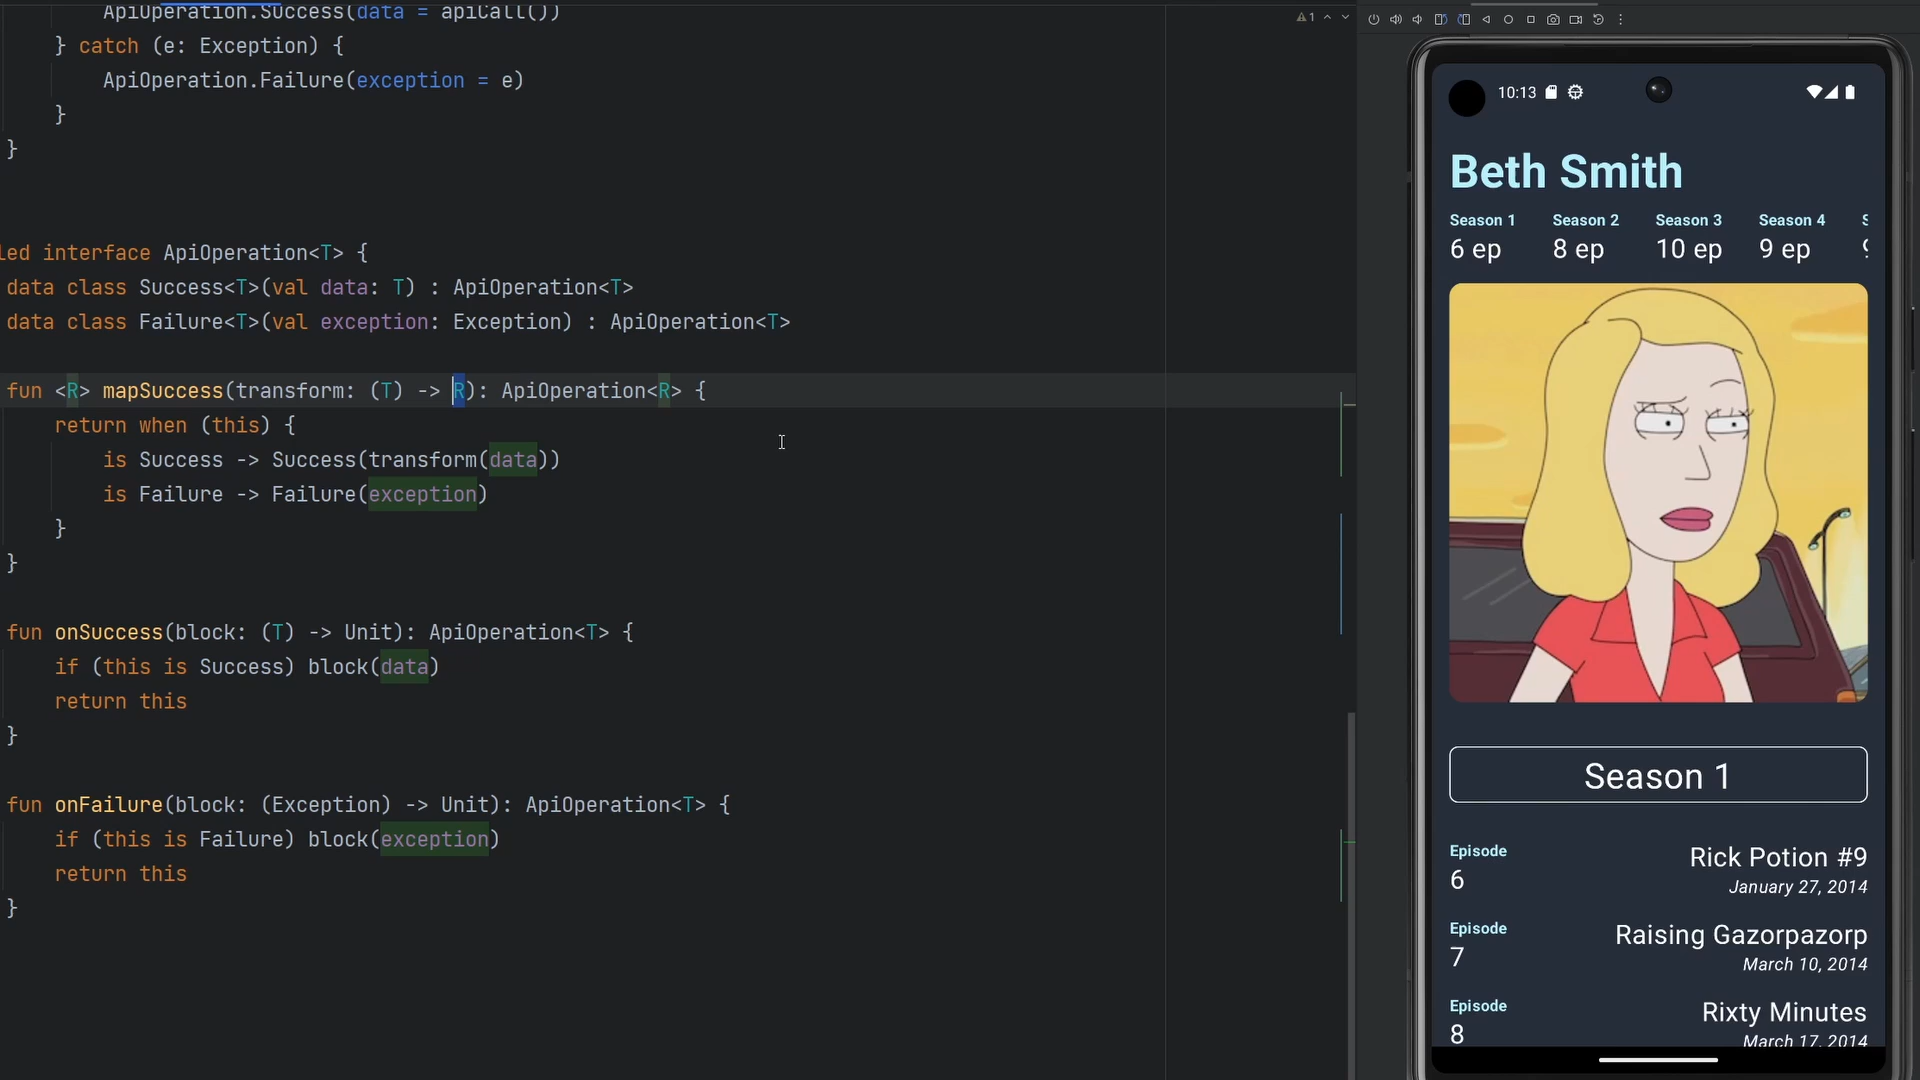 ApiOperation.Success(data = apiCall())
} catch (e: Exception) {
ApiOperation.Failure(exception = e)
}
}
led interface ApiOperation<T> {
data class Success<T>(val data: T) : ApiOperation<T>
data class Failure<T>(val exception: Exception) : ApiOperation<T>
fun <R> mapSuccess(transform: (T) -> R): ApiOperation<R> {
return when (this) {
is Success -> Success(transform(data))
is Failure -> Failure(exception)
}
}
fun onSuccess(block: (T) -> Unit): ApiOperation<T> {
if (this is Success) block(data)
return this
}
fun onFailure(block: (Exception) -> Unit): ApiOperation<T> {
if (this is Failure) block(exception)
return this
}
1
10:13
Beth Smith
Season 1 Season 2 Season 3 Season 4
6 ep 8 ep 10 ep 9 ep
Season 1
Episode
6
Rick Potion #9
January 27, 2014
Episode
7
Raising Gazorpazorp
March 10, 2014
Episode
8
Rixty Minutes
March 17, 2014